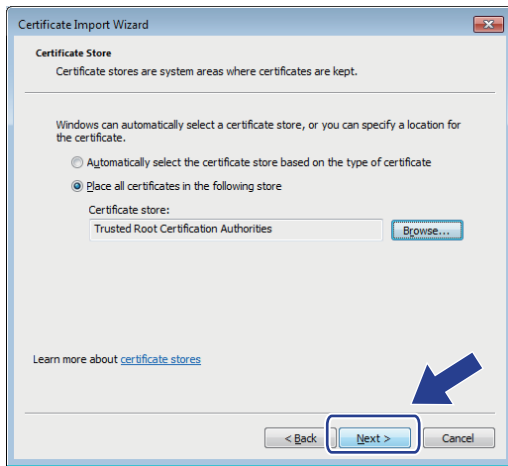 Certificate Import Wizard
Certificate Store
Certificate stores are system areas where certificates are kept.
Windows can automatically select a certificate store, or you can specify a location for
the certificate.
Automatically select the certificate store based on the type of certificate
Place all certificates in the following store
Certificate store:
Trusted Root Certification Authorities
Browse...
Learn more about certificate stores
< Back
Next >
Cancel